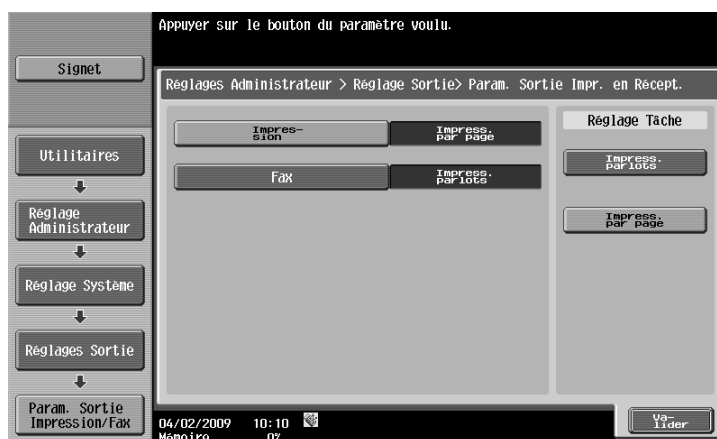 Appuyer sur le bouton du paramètre voulu.
Signet
Réglages Administrateur > Réglage Sortie> Param. Sortie Impr. en Récept.
Impres-
sion
Impress.
par page
Réglage Tâche
Utilitaires
Impress.
parlots
Fax
Impress.
parlots
Réglage
Administrateur
Impress.
par page
Réglage Système
Réglages Sortie
Param. Sortie
Impression/Fax
04/02/2009 10:10
Mémoire 0%
Va-
lider